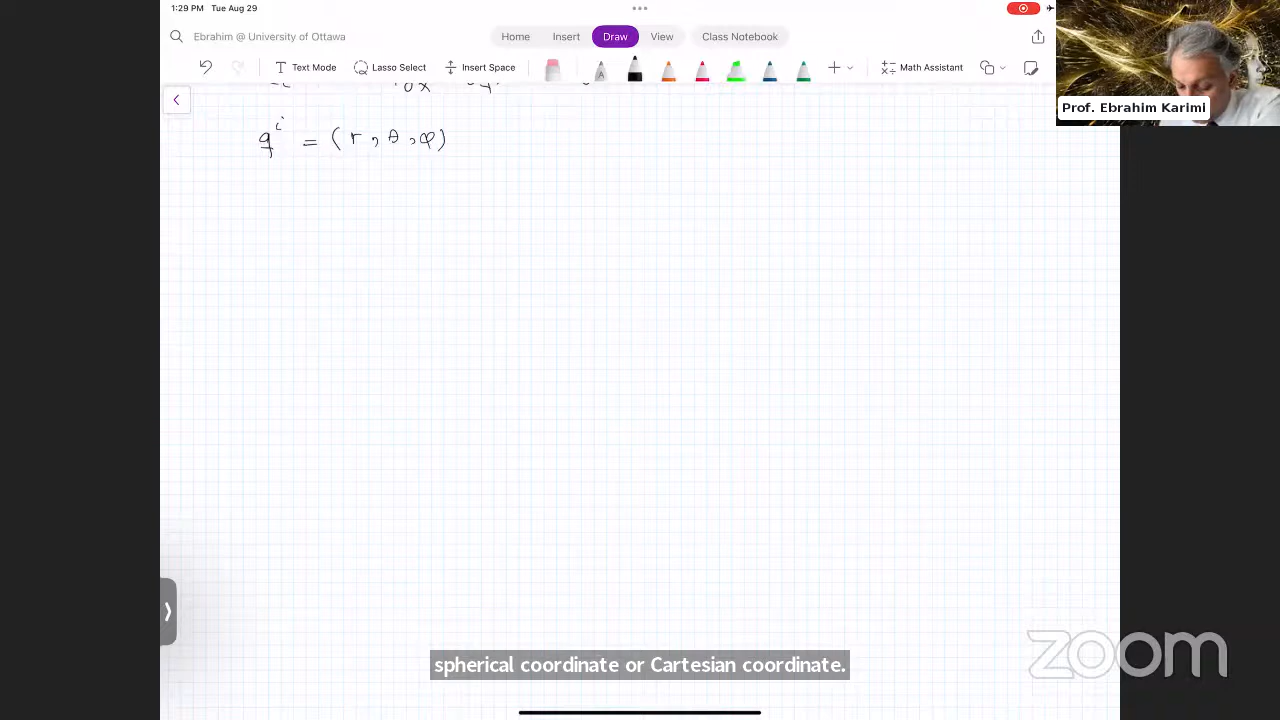 1:29 PM Tue Aug 29
Ebrahim @ University of Ottawa
Home Insert Draw View Class Notebook
Text Mode Lasso Select Insert Space A Math Assistant
Prof. Ebrahim Karimi
q^i = (r, θ, φ)
spherical coordinate or Cartesian coordinate.
zoom